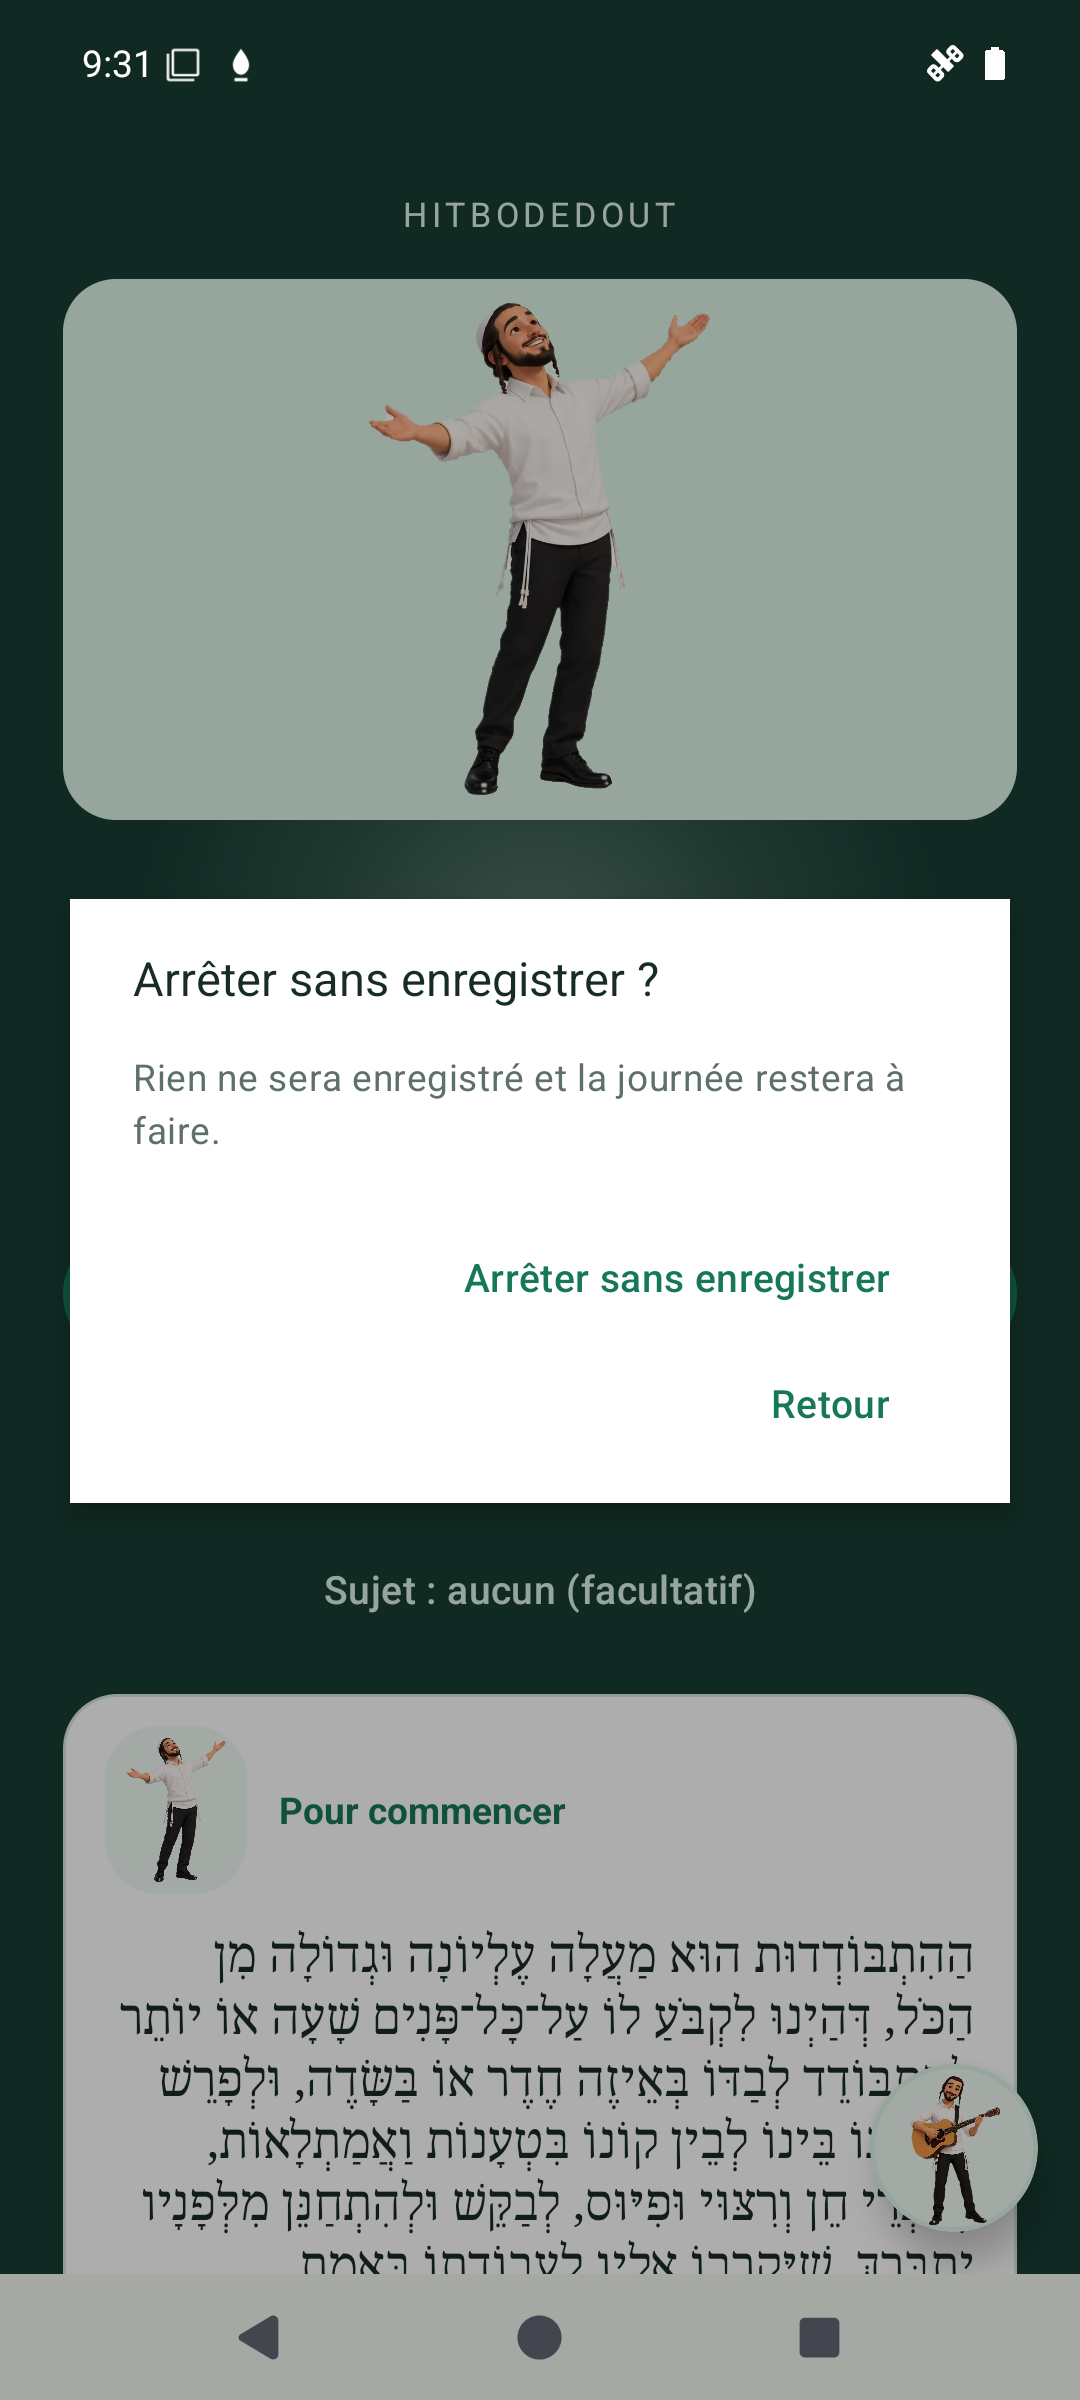 9:31
HITBODEDOUT
Arrêter sans enregistrer ?
Rien ne sera enregistré et la journée restera à
faire.
Arrêter sans enregistrer
Retour
Sujet : aucun (facultatif)
Pour commencer
הַהִתְבּוֹדְדוּת הוּא מַעֲלָה עֶלְיוֹנָה וּגְדוֹלָה מִן
הַכֹּל, דְּהַיְנוּ לִקְבֹּעַ לוֹ עַל־כָּל־פָּנִים שָׁעָה אוֹ יוֹתֵר
לְבַדּוֹ בְּאֵיזֶה חֶדֶר אוֹ בַּשָּׂדֶה, וּלְפָרֵשׁ
בֵּינוֹ לְבֵין קוֹנוֹ בִּטְעָנוֹת וַאֲמַתְלָאוֹת,
חֵן וְרִצּוּי וּפִיּוּס, לְבַקֵּשׁ וּלְהִתְחַנֵּן מִלְּפָנָיו